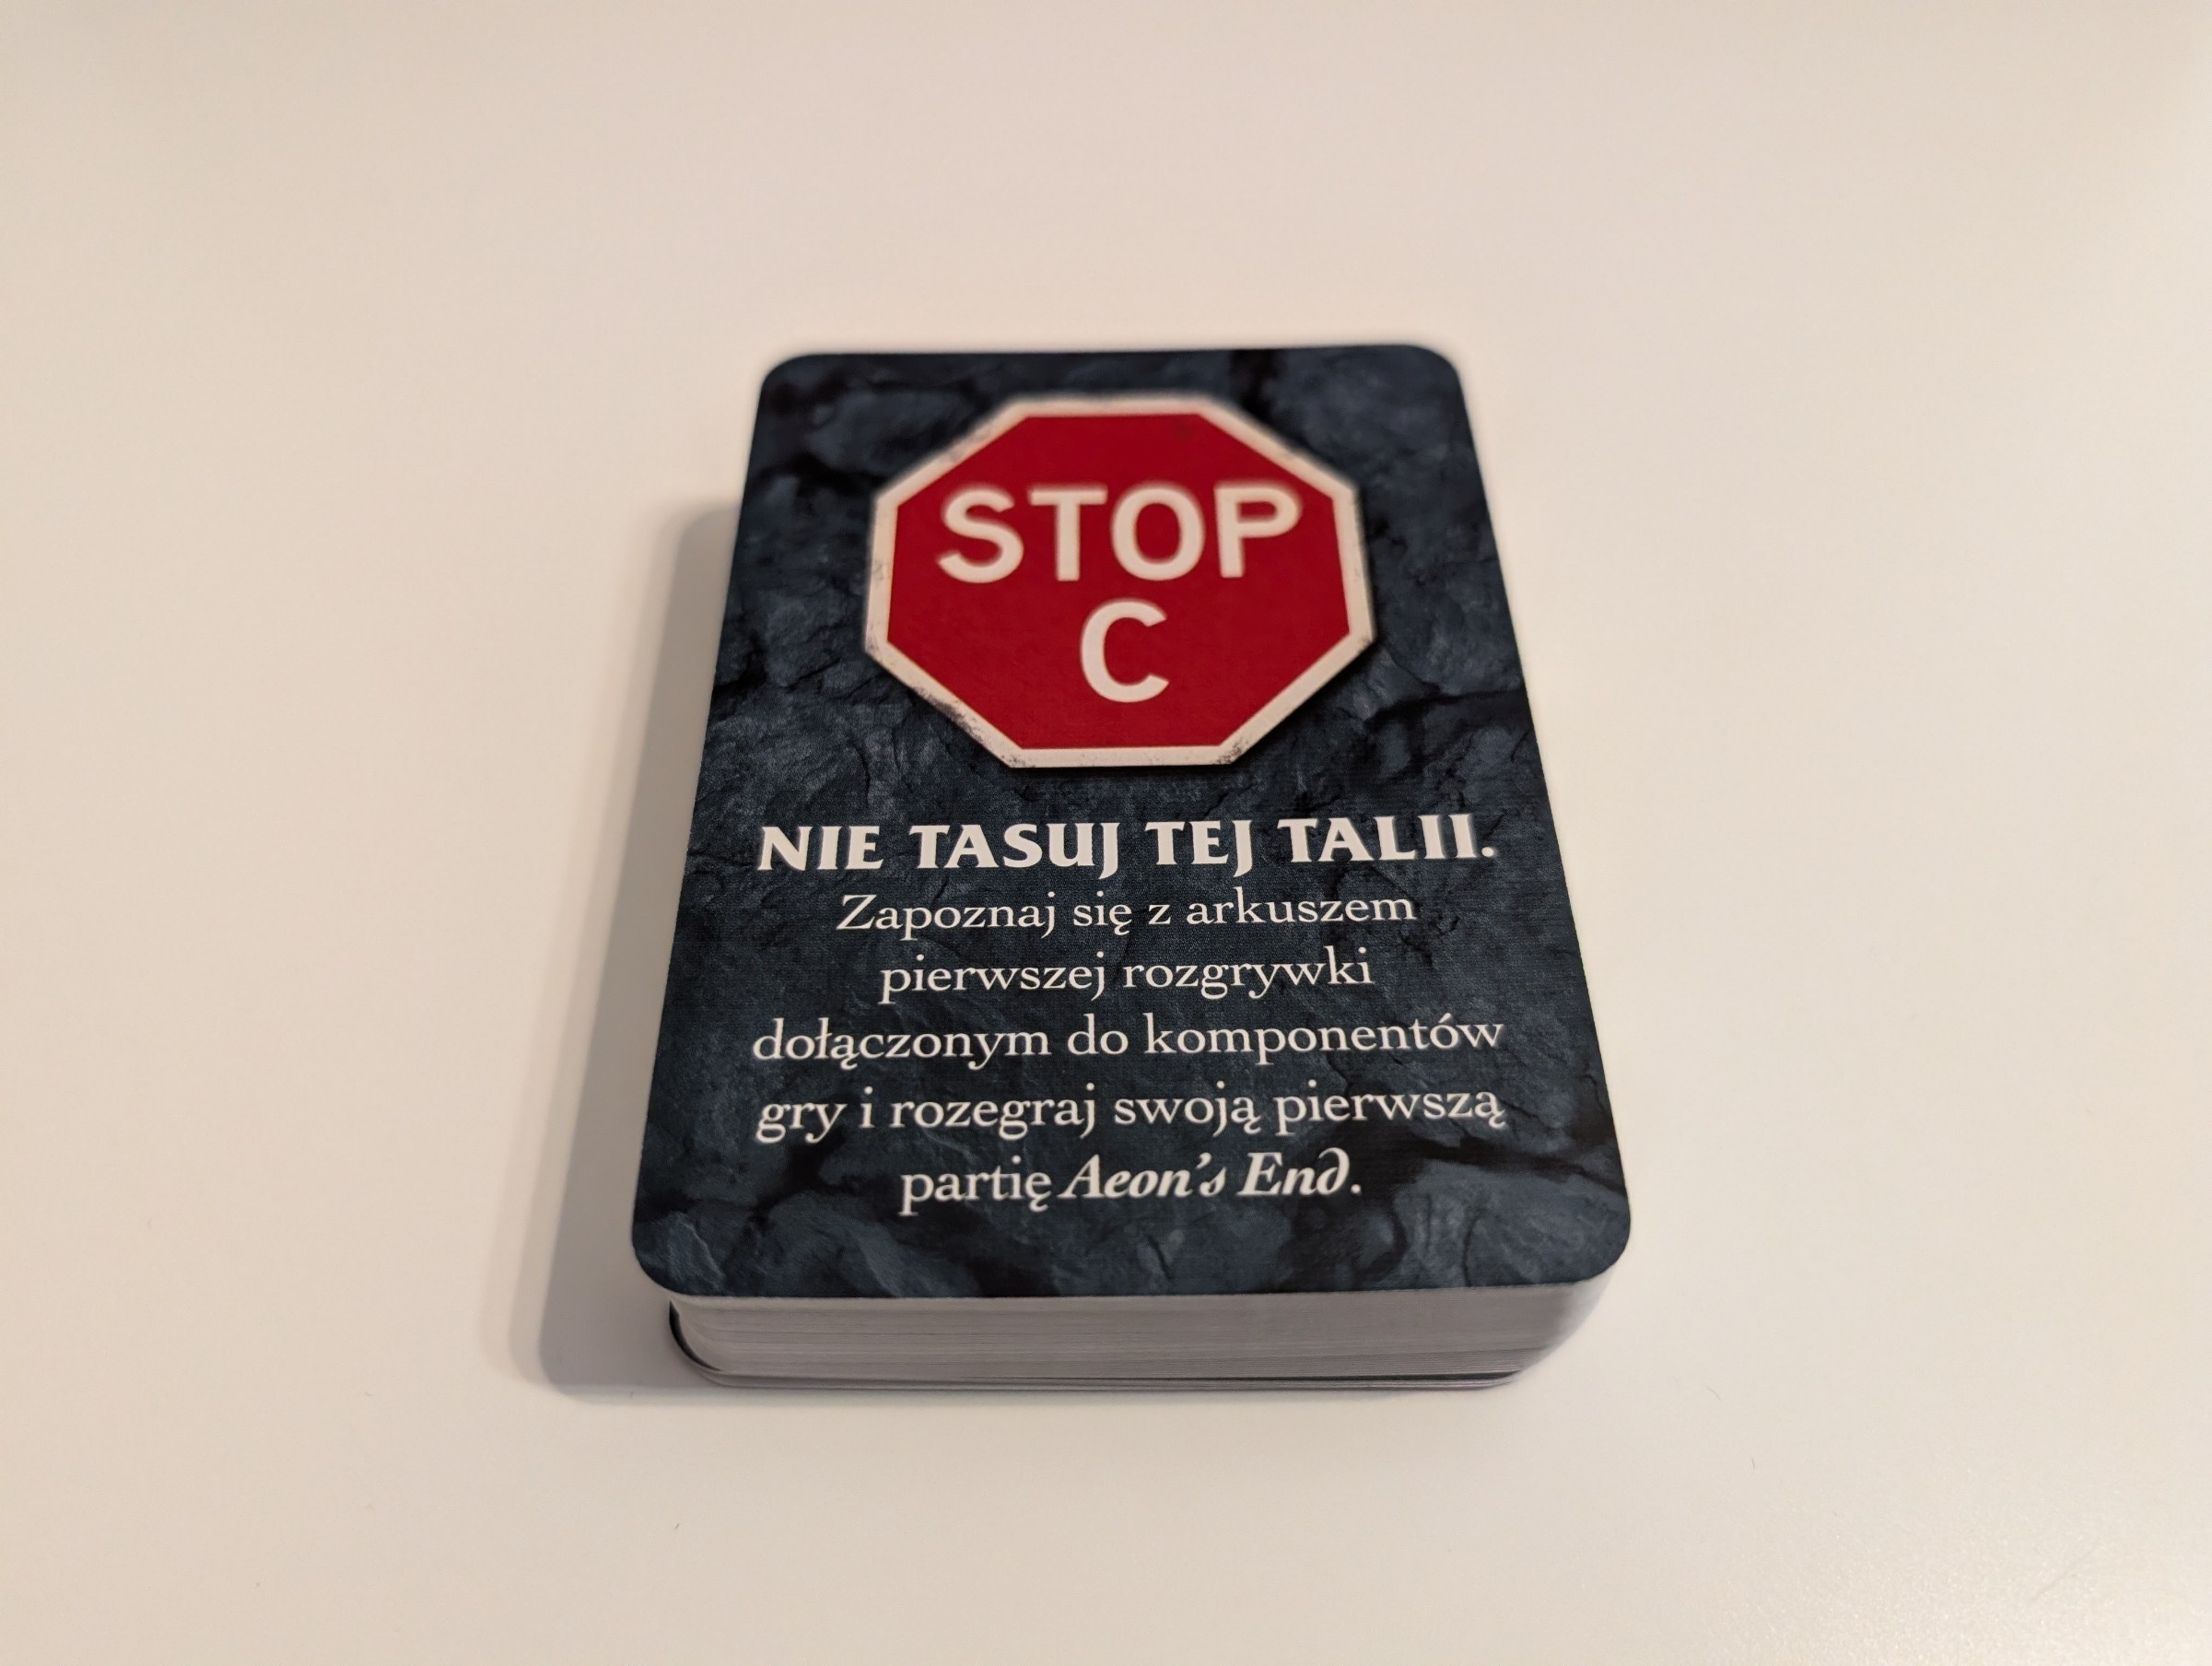 STOP
C
NIE TASUJ TEJ TALII.
Zapoznaj się z arkuszem
pierwszej rozgrywki
dołączonym do komponentów
gry i rozegraj swoją pierwszą
partię Aeon's End.